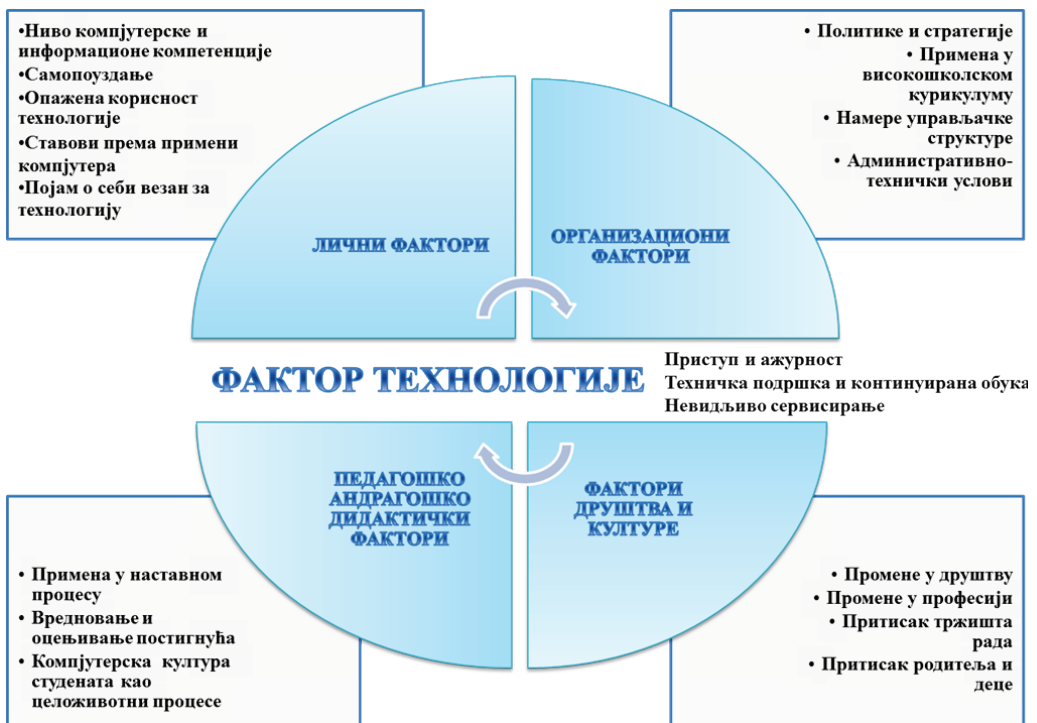 •Ниво компјутерске и
информационе компетенције
•Самопоуздање
•Опажена корисност
технологије
•Ставови према примени
компјутера
•Појам о себи везан за
технологију
• Политике и стратегије
• Примена у
високошколском
курикулуму
• Намере управљачке
структуре
• Административно-
технички услови
ЛИЧНИ ФАКТОРИ
ОРГАНИЗАЦИОНИ
ФАКТОРИ
ФАКТОР ТЕХНОЛОГИЈЕ
Приступ и ажурност
Техничка подршка и континуирана обука
Невидљиво сервисирање
ПЕДАГОШКО
АНДРАГОШКО
ДИДАКТИЧКИ
ФАКТОРИ
ФАКТОРИ
ДРУШТВА И
КУЛТУРЕ
• Примена у наставном
процесу
• Вредновање и
оцењивање постигнућа
• Компјутерска култура
студената као
целоживотни процесе
• Промене у друштву
• Промене у професији
• Притисак тржишта
рада
• Притисак родитеља и
деце